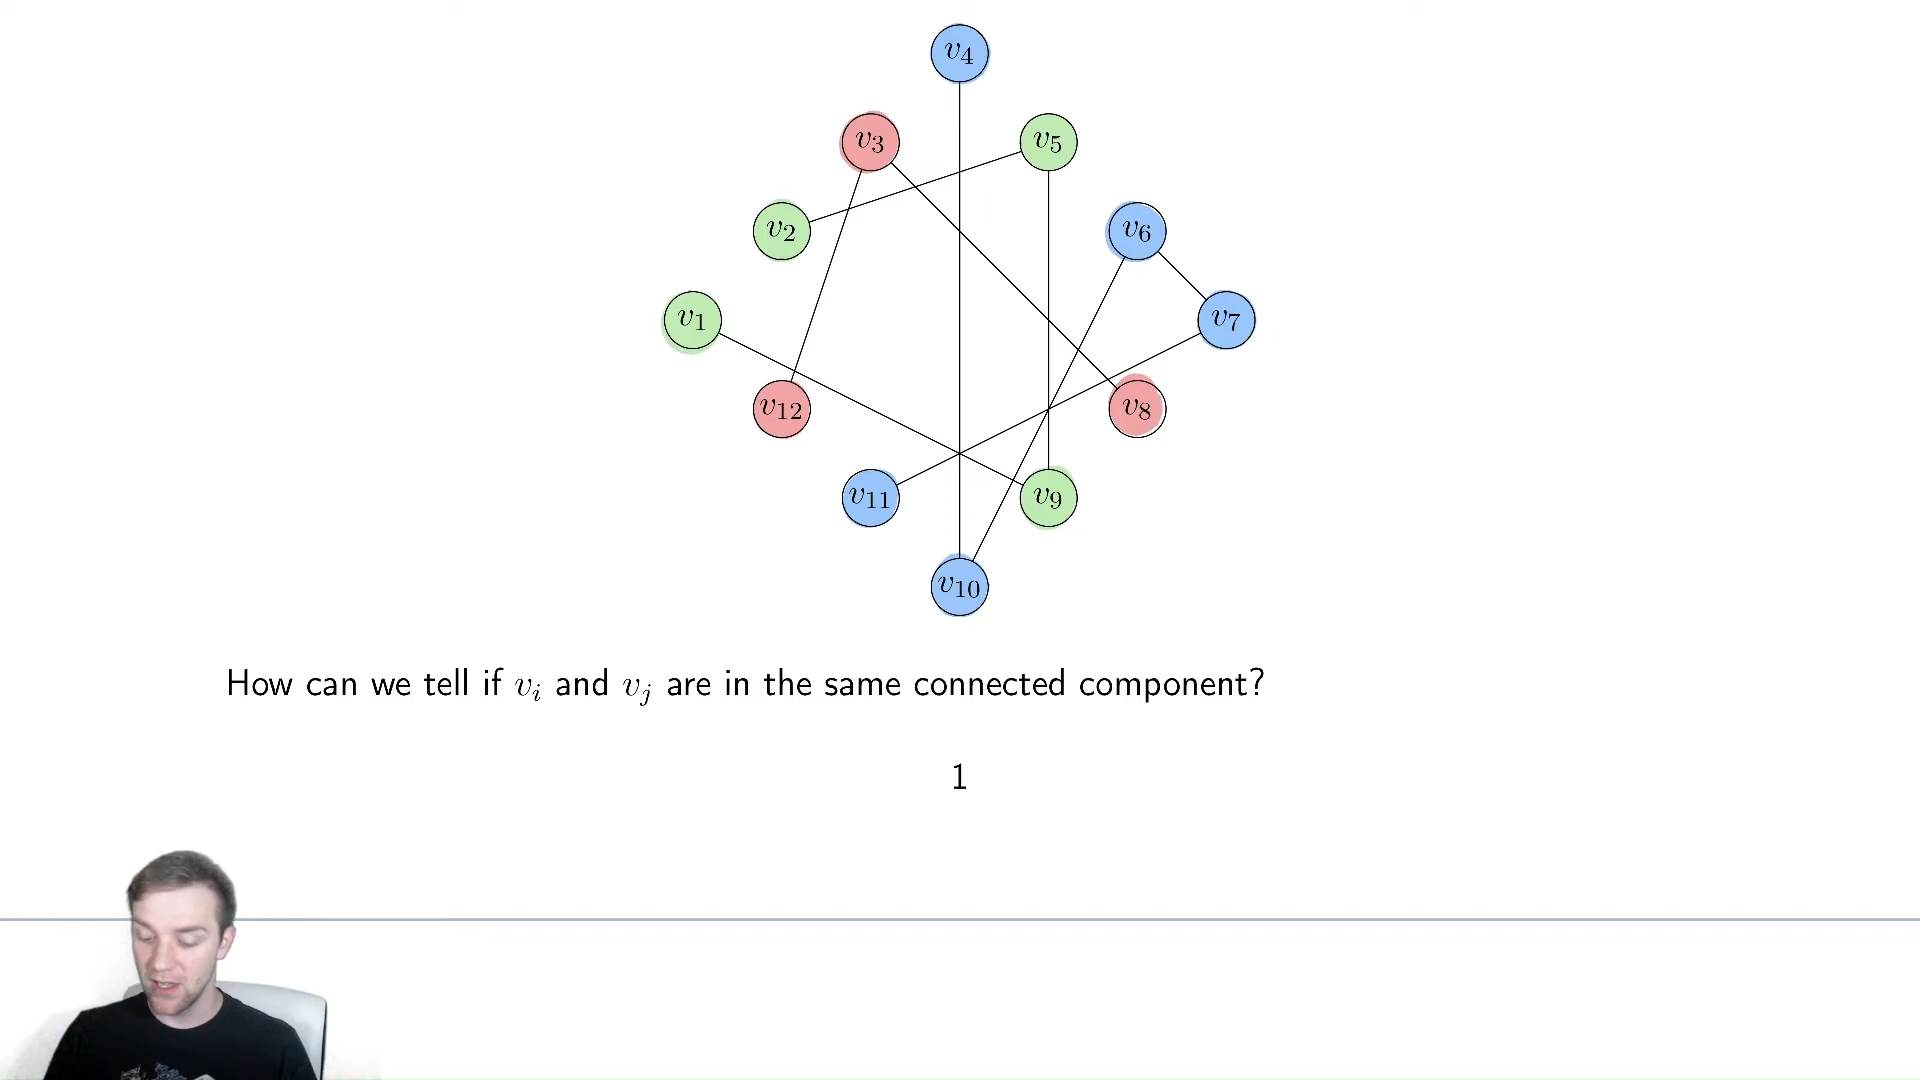 v4
v3
v5
v2
v6
v1
v7
v12
v8
v11
v9
v10
How can we tell if vi and vj are in the same connected component?
1